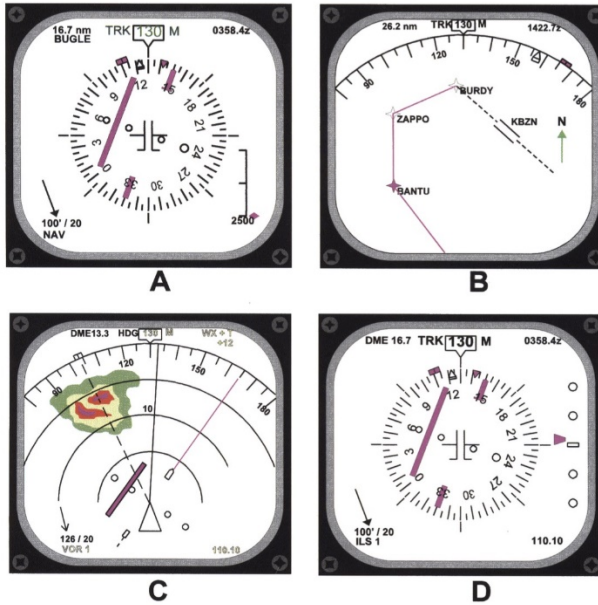 16.7 nm TRK 130 M 0358.4z
BUGLE
12
15
18
21
24
27
30
33
0
3
6
9
100' / 20
NAV
2500
A
26.2 nm TRK 130 M 1422.7z
90
120
150
180
BURDY
ZAPPO
KBZN
N
BANTU
B
DME13.3 HDG 130 M WX + T
+12
90
120
150
180
10
126 / 20
VOR 1
110.10
C
DME 16.7 TRK 130 M 0358.4z
12
15
18
21
24
27
30
33
0
3
6
9
100' / 20
ILS 1
110.10
D